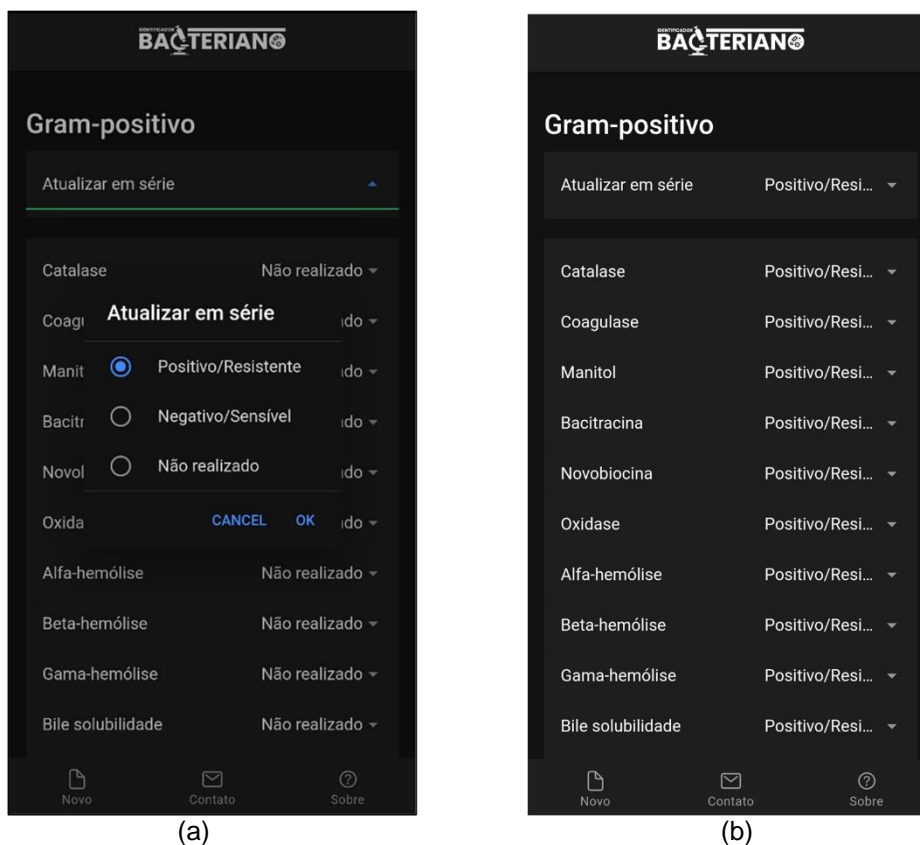 IDENTIFICADOR
BACTERIANO
Gram-positivo
Atualizar em série
Catalase Não realizado
Coagu ado
Atualizar em série
Manit ado
Positivo/Resistente
Bacitr ado
Negativo/Sensível
Novol ado
Não realizado
Oxida ado
CANCEL OK
Alfa-hemólise Não realizado
Beta-hemólise Não realizado
Gama-hemólise Não realizado
Bile solubilidade Não realizado
Novo Contato Sobre
(a)
IDENTIFICADOR
BACTERIANO
Gram-positivo
Atualizar em série Positivo/Resi...
Catalase Positivo/Resi...
Coagulase Positivo/Resi...
Manitol Positivo/Resi...
Bacitracina Positivo/Resi...
Novobiocina Positivo/Resi...
Oxidase Positivo/Resi...
Alfa-hemólise Positivo/Resi...
Beta-hemólise Positivo/Resi...
Gama-hemólise Positivo/Resi...
Bile solubilidade Positivo/Resi...
Novo Contato Sobre
(b)